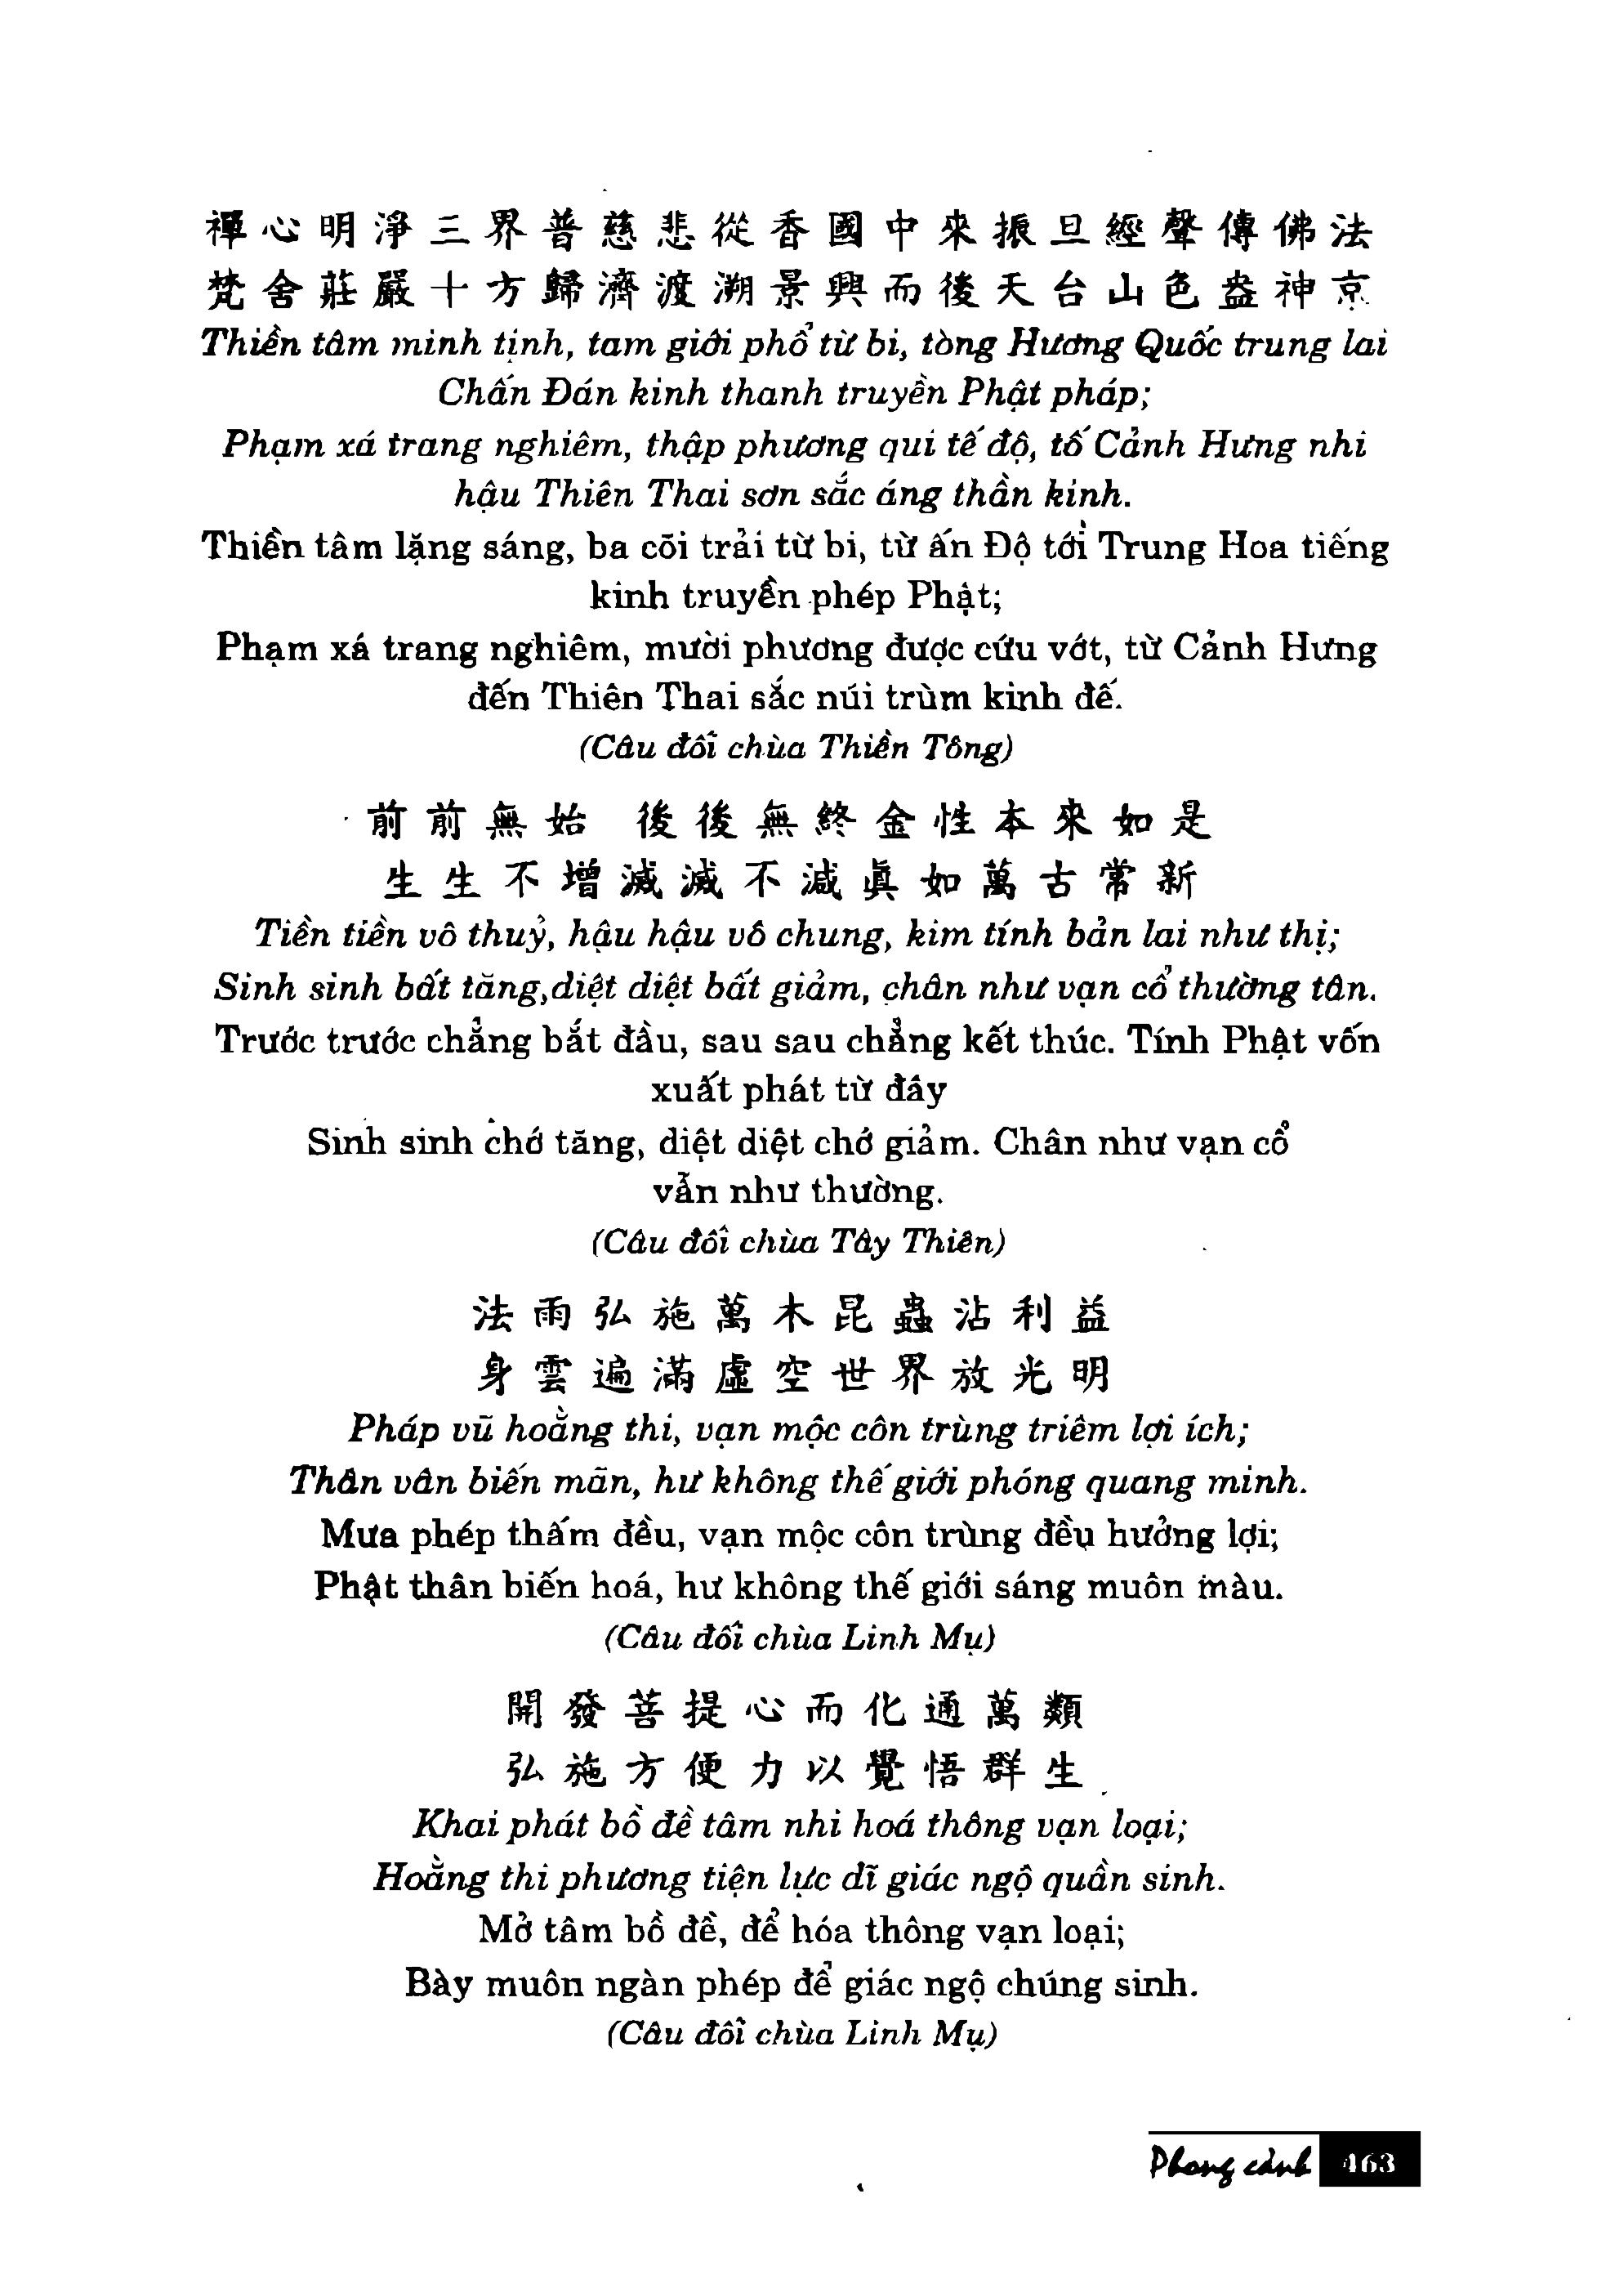 禪心明淨三界普慈悲從香國中來振旦經聲傳佛法
梵舍莊嚴十方歸濟渡溯景興而後天台山色盎神京
Thiền tâm minh tịnh, tam giới phổ từ bi, tòng Hương Quốc trung lai
Chấn Đán kinh thanh truyền Phật pháp;
Phạm xá trang nghiêm, thập phương qui tế độ, tố Cảnh Hưng nhi
hậu Thiên Thai sơn sắc áng thần kinh.
Thiền tâm lặng sáng, ba cõi trải từ bi, từ ấn Độ tới Trung Hoa tiếng
kinh truyền phép Phật;
Phạm xá trang nghiêm, mười phương được cứu vớt, từ Cảnh Hưng
đến Thiên Thai sắc núi trùm kinh đế.
(Câu đối chùa Thiền Tông)
前前無始 後後無終金性本來如是
生生不增滅滅不減眞如萬古常新
Tiền tiền vô thuỷ, hậu hậu vô chung, kim tính bản lai như thị;
Sinh sinh bất tăng,diệt diệt bất giảm, chân như vạn cổ thường tân.
Trước trước chẳng bắt đầu, sau sau chẳng kết thúc. Tính Phật vốn
xuất phát từ đây
Sinh sinh chớ tăng, diệt diệt chớ giảm. Chân như vạn cổ
vẫn như thường.
(Câu đối chùa Tây Thiên)
法雨弘施萬木昆蟲沾利益
身雲遍滿虛空世界放光明
Pháp vũ hoằng thi, vạn mộc côn trùng triêm lợi ích;
Thân vân biến mãn, hư không thế giới phóng quang minh.
Mưa phép thấm đều, vạn mộc côn trùng đều hưởng lợi;
Phật thân biến hoá, hư không thế giới sáng muôn màu.
(Câu đối chùa Linh Mụ)
開發菩提心而化通萬類
弘施方便力以覺悟群生
Khai phát bồ đề tâm nhi hoá thông vạn loại;
Hoằng thi phương tiện lực dĩ giác ngộ quần sinh.
Mở tâm bồ đề, để hóa thông vạn loại;
Bày muôn ngàn phép để giác ngộ chúng sinh.
(Câu đối chùa Linh Mụ)
Phong cảnh 463